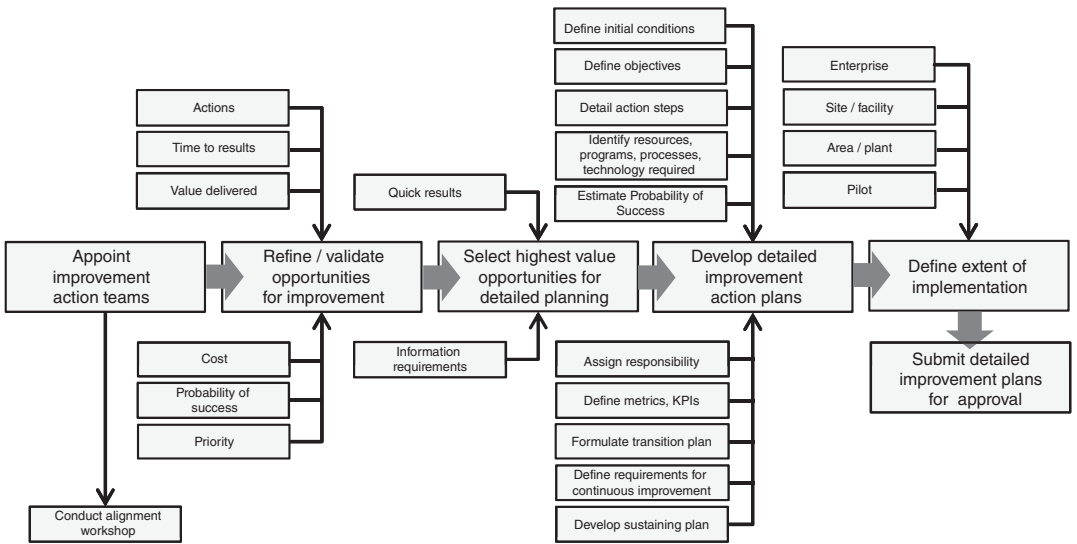 Define initial conditions
Define objectives
Detail action steps
Identify resources,
programs, processes,
technology required
Estimate Probability of
Success
Enterprise
Site / facility
Area / plant
Pilot
Actions
Time to results
Value delivered
Quick results
Appoint
improvement
action teams
Refine / validate
opportunities
for improvement
Select highest value
opportunities for
detailed planning
Develop detailed
improvement
action plans
Define extent of
implementation
Submit detailed
improvement plans
for approval
Cost
Probability of
success
Priority
Information
requirements
Assign responsibility
Define metrics, KPIs
Formulate transition plan
Define requirements for
continuous improvement
Develop sustaining plan
Conduct alignment
workshop